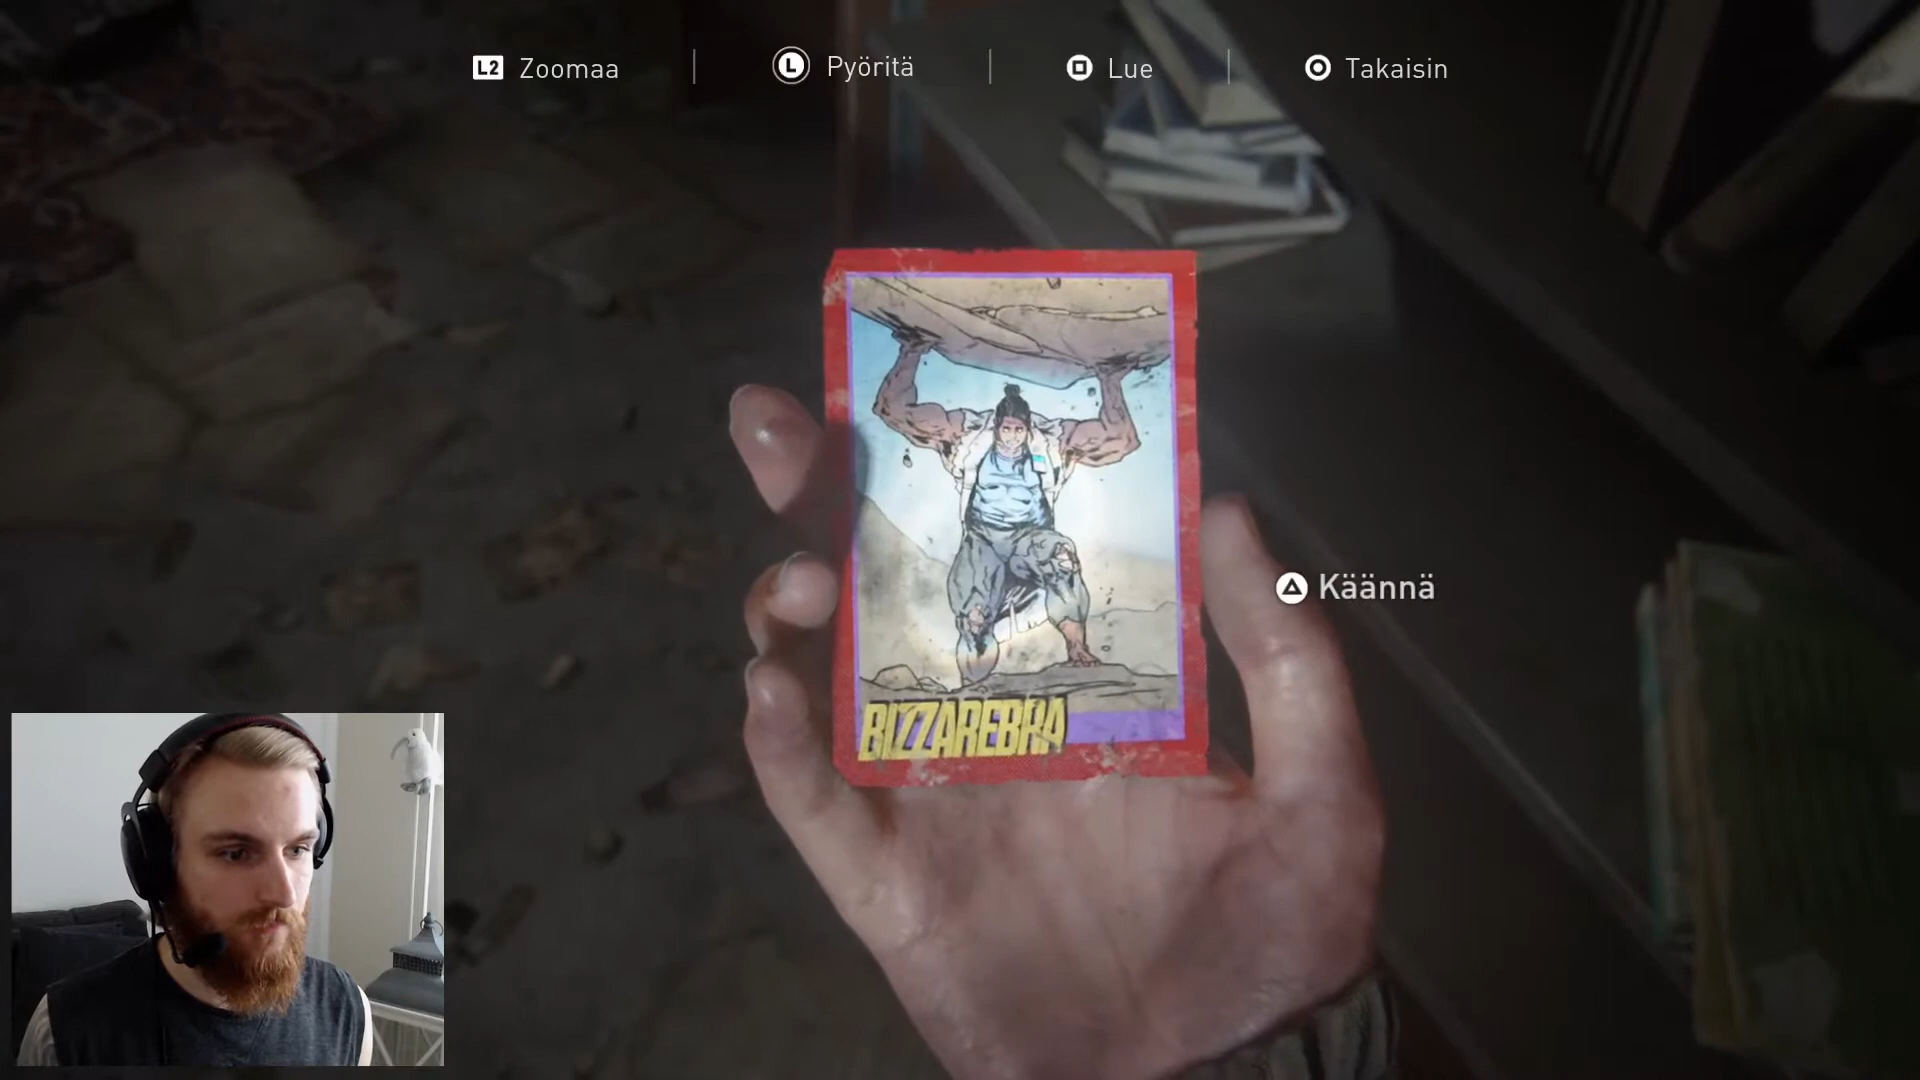 L2 Zoomaa
L Pyöritä
Lue
Takaisin
Käännä
BIZZAREBRA